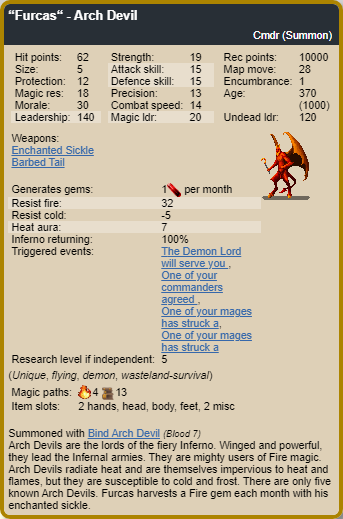 “Furcas“ - Arch Devil
Cmdr (Summon)
Hit points: 62 Strength: 19 Rec points: 10000
Size: 5 Attack skill: 15 Map move: 28
Protection: 12 Defence skill: 15 Encumbrance: 1
Magic res: 18 Precision: 13 Age: 370
Morale: 30 Combat speed: 14 (1000)
Leadership: 140 Magic ldr: 20 Undead ldr: 120
Weapons:
Enchanted Sickle
Barbed Tail
Generates gems: 1 per month
Resist fire: 32
Resist cold: -5
Heat aura: 7
Inferno returning: 100%
Triggered events: The Demon Lord
will serve you ,
One of your
commanders
agreed ,
One of your mages
has struck a,
One of your mages
has struck a
Research level if independent: 5
(Unique, flying, demon, wasteland-survival)
Magic paths: 4 13
Item slots: 2 hands, head, body, feet, 2 misc
Summoned with Bind Arch Devil (Blood 7)
Arch Devils are the lords of the fiery Inferno. Winged and powerful,
they lead the Infernal armies. They are mighty users of Fire magic.
Arch Devils radiate heat and are themselves impervious to heat and
flames, but they are susceptible to cold and frost. There are only five
known Arch Devils. Furcas harvests a Fire gem each month with his
enchanted sickle.